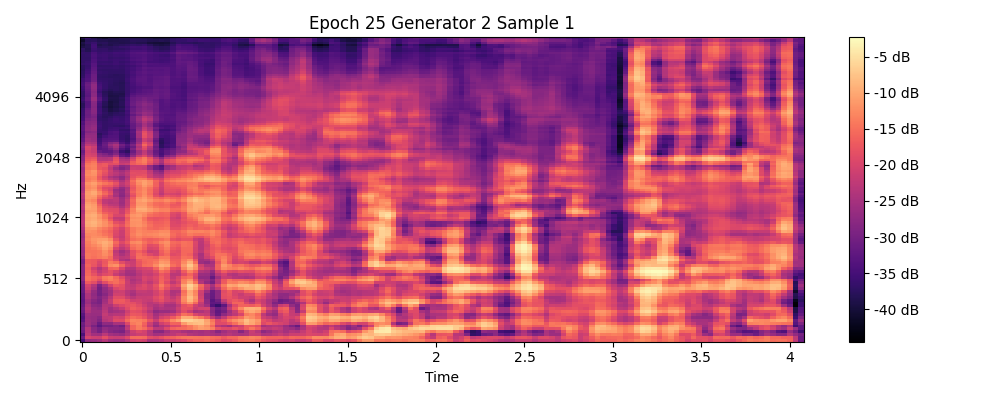 Epoch 25 Generator 2 Sample 1
Hz
4096
2048
1024
512
0
0
0.5
1
1.5
2
2.5
3
3.5
4
Time
-5 dB
-10 dB
-15 dB
-20 dB
-25 dB
-30 dB
-35 dB
-40 dB